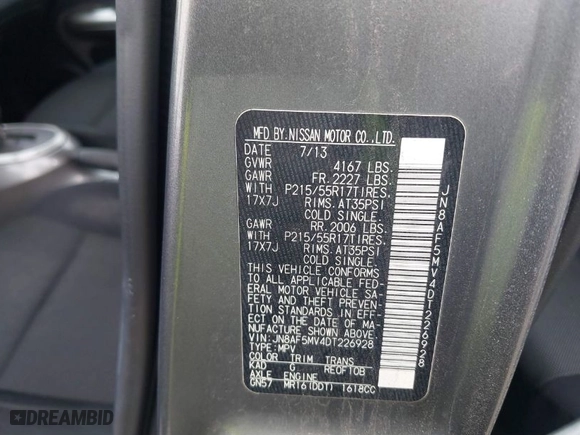 MFD BY NISSAN MOTOR CO.,LTD.
DATE 7/13
GVWR 4167 LBS.
GAWR FR. 2227 LBS.
WITH P215/55R17TIRES,
17X7J RIMS. AT35PSI
COLD SINGLE.
GAWR RR. 2006 LBS.
WITH P215/55R17TIRES,
17X7J RIMS. AT35PSI
COLD SINGLE.
THIS VEHICLE CONFORMS
TO ALL APPLICABLE FED-
ERAL MOTOR VEHICLE SA-
FETY AND THEFT PREVEN-
TION STANDARDS IN EFF-
ECT ON THE DATE OF MA-
NUFACTURE SHOWN ABOVE.
VIN:JN8AF5MV4DT226928
TYPE:MPV
COLOR TRIM TRANS
KAD G RE0F10B
AXLE ENGINE
GN57 MR16(DDT) 1618CC
JN8AF5MV4DT226928
DREAMBID